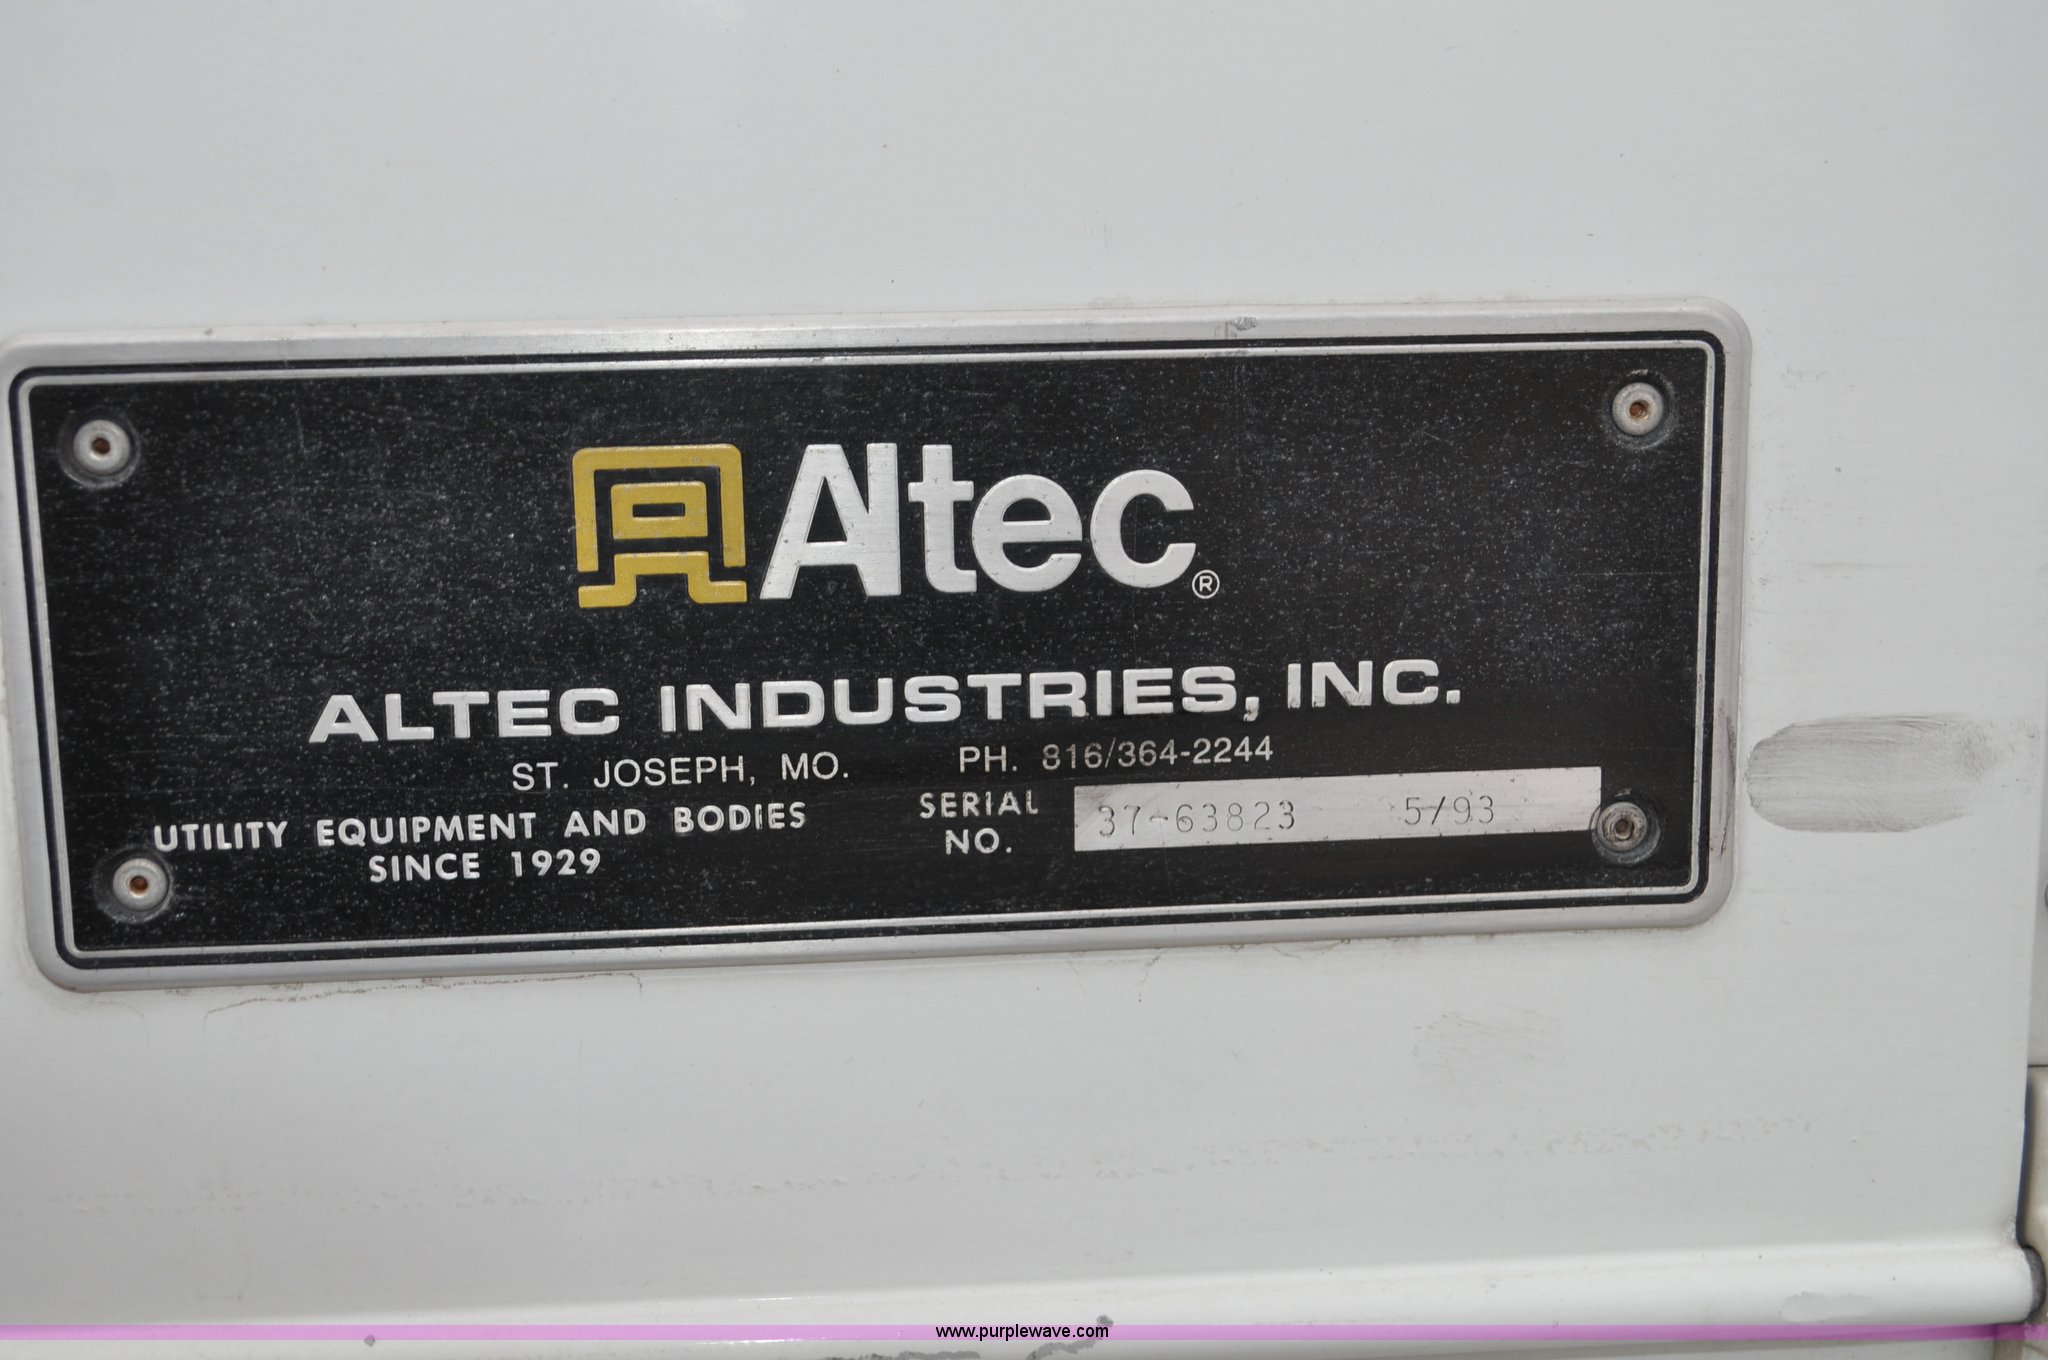 Altec®
ALTEC INDUSTRIES, INC.
ST. JOSEPH, MO. PH. 816/364-2244
UTILITY EQUIPMENT AND BODIES
SINCE 1929
SERIAL
NO. 37-63823 5/93
www.purplewave.com